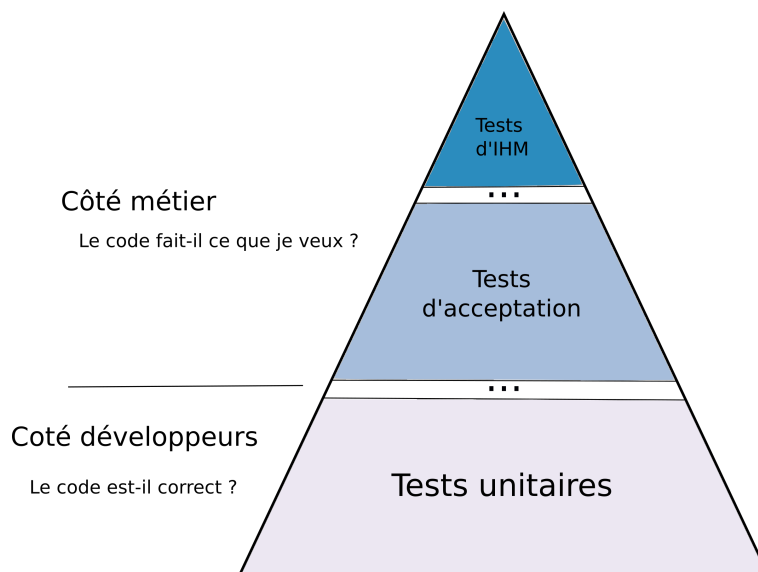 Tests
d'IHM
...
Côté métier
Le code fait-il ce que je veux ?
Tests
d'acceptation
...
Coté développeurs
Le code est-il correct ?
Tests unitaires